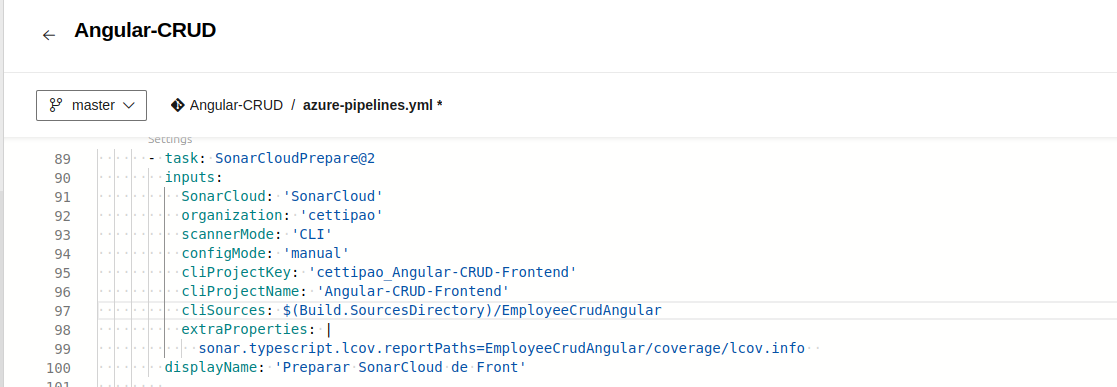 ← Angular-CRUD
master Angular-CRUD / azure-pipelines.yml *
Settings
89 - task: SonarCloudPrepare@2
90 inputs:
91 SonarCloud: 'SonarCloud'
92 organization: 'cettipao'
93 scannerMode: 'CLI'
94 configMode: 'manual'
95 cliProjectKey: 'cettipao_Angular-CRUD-Frontend'
96 cliProjectName: 'Angular-CRUD-Frontend'
97 cliSources: $(Build.SourcesDirectory)/EmployeeCrudAngular
98 extraProperties: |
99 sonar.typescript.lcov.reportPaths=EmployeeCrudAngular/coverage/lcov.info
100 displayName: 'Preparar SonarCloud de Front'
101